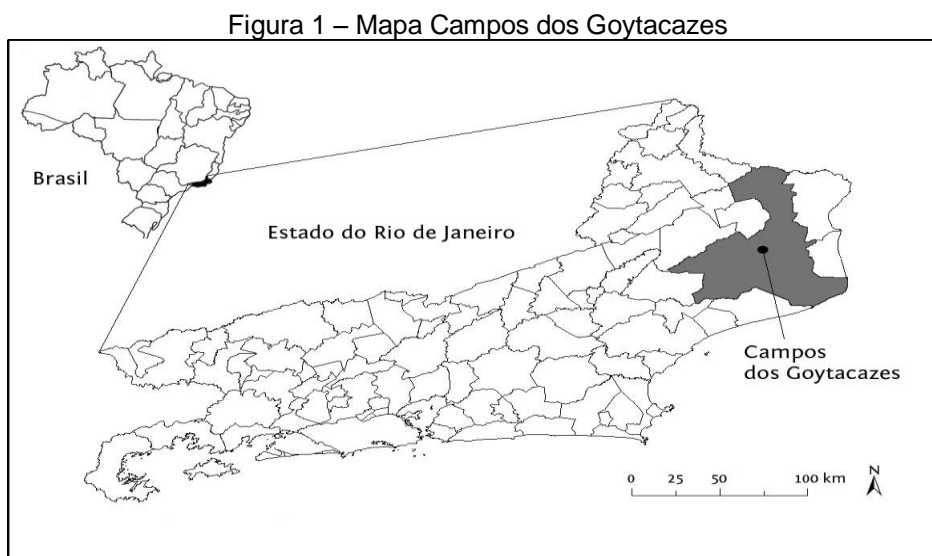 Figura 1 – Mapa Campos dos Goytacazes
Brasil
Estado do Rio de Janeiro
Campos
dos Goytacazes
0 25 50 100 km
N